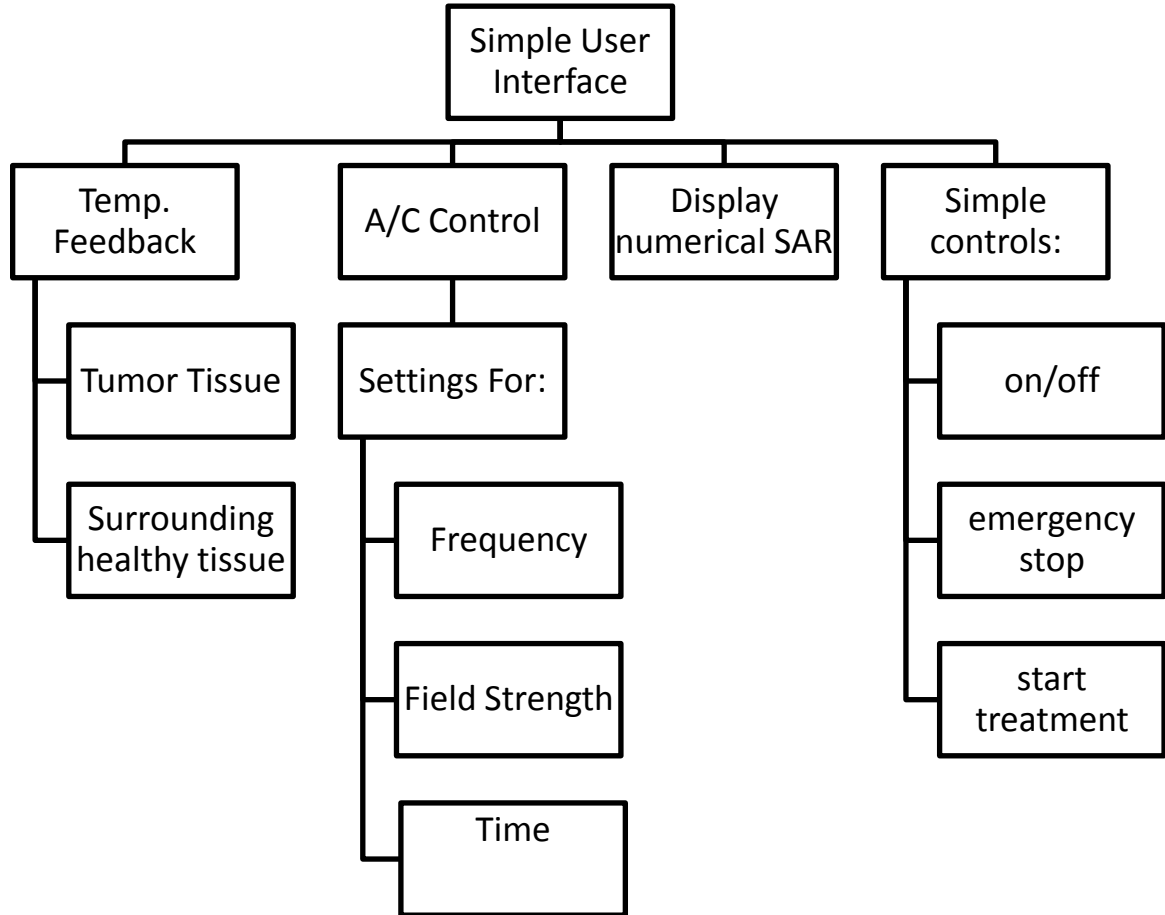 Simple User
Interface
Temp.
Feedback
A/C Control
Display
numerical SAR
Simple
controls:
Tumor Tissue
Settings For:
on/off
Surrounding
healthy tissue
Frequency
emergency
stop
Field Strength
start
treatment
Time